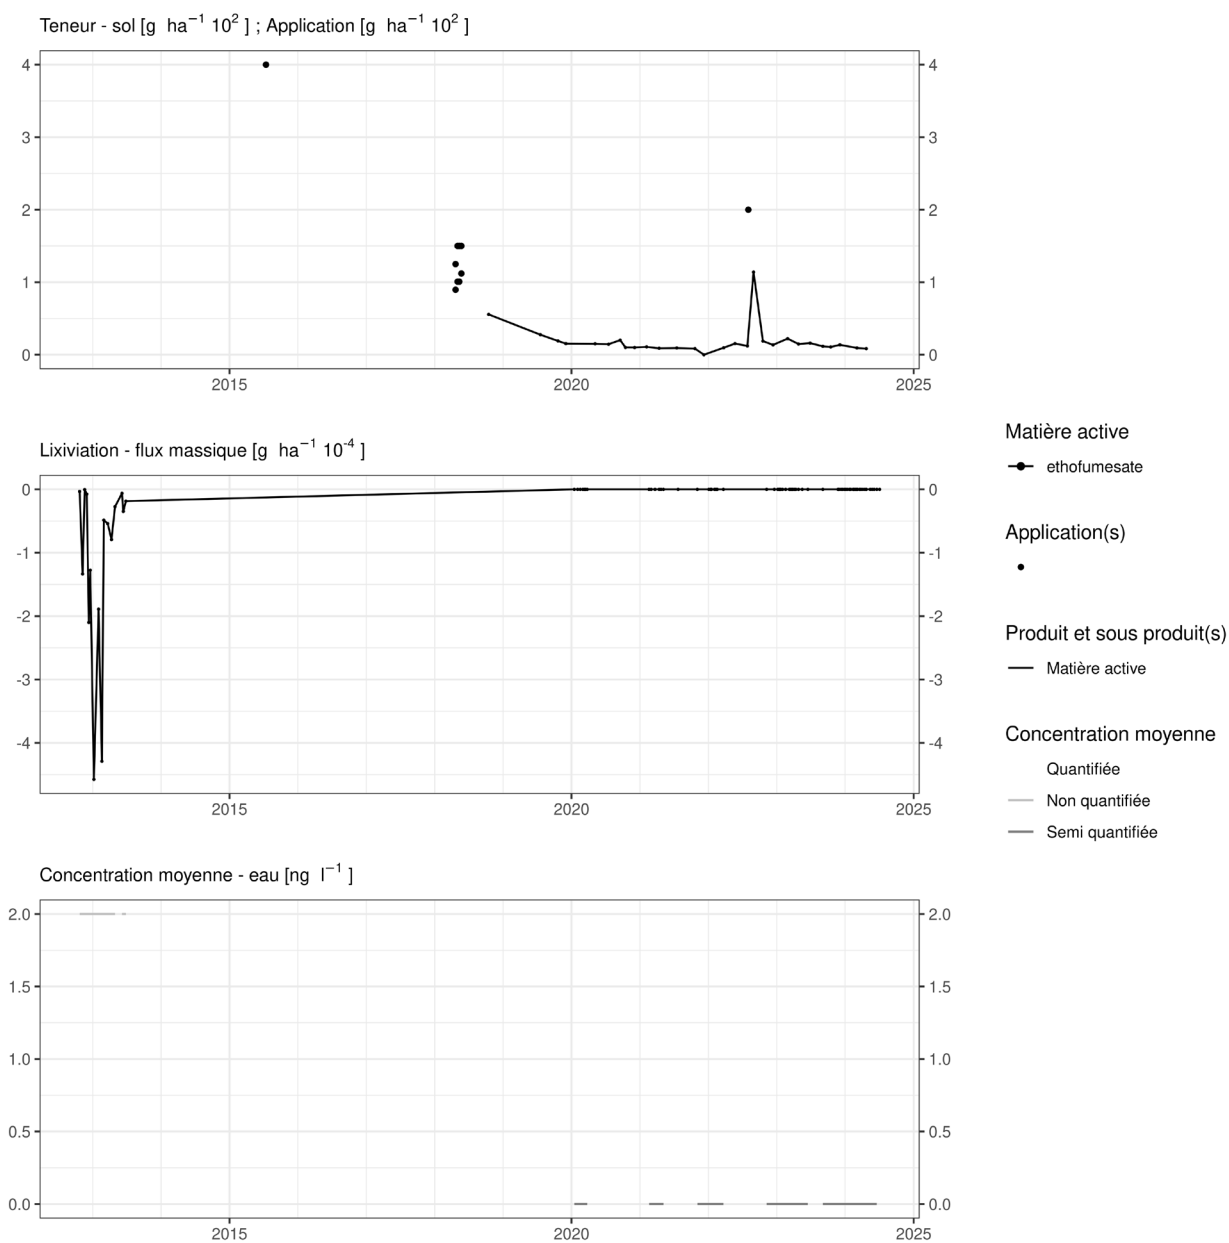 Teneur - sol [g ha⁻¹ 10² ] ; Application [g ha⁻¹ 10² ]
4 4
3 3
2 2
1 1
0 0
2015 2020 2025
Lixiviation - flux massique [g ha⁻¹ 10⁻⁴ ]
0 0
-1 -1
-2 -2
-3 -3
-4 -4
2015 2020 2025
Concentration moyenne - eau [ng l⁻¹ ]
2.0 2.0
1.5 1.5
1.0 1.0
0.5 0.5
0.0 0.0
2015 2020 2025
Matière active
ethofumesate
Application(s)
Produit et sous produit(s)
Matière active
Concentration moyenne
Quantifiée
Non quantifiée
Semi quantifiée